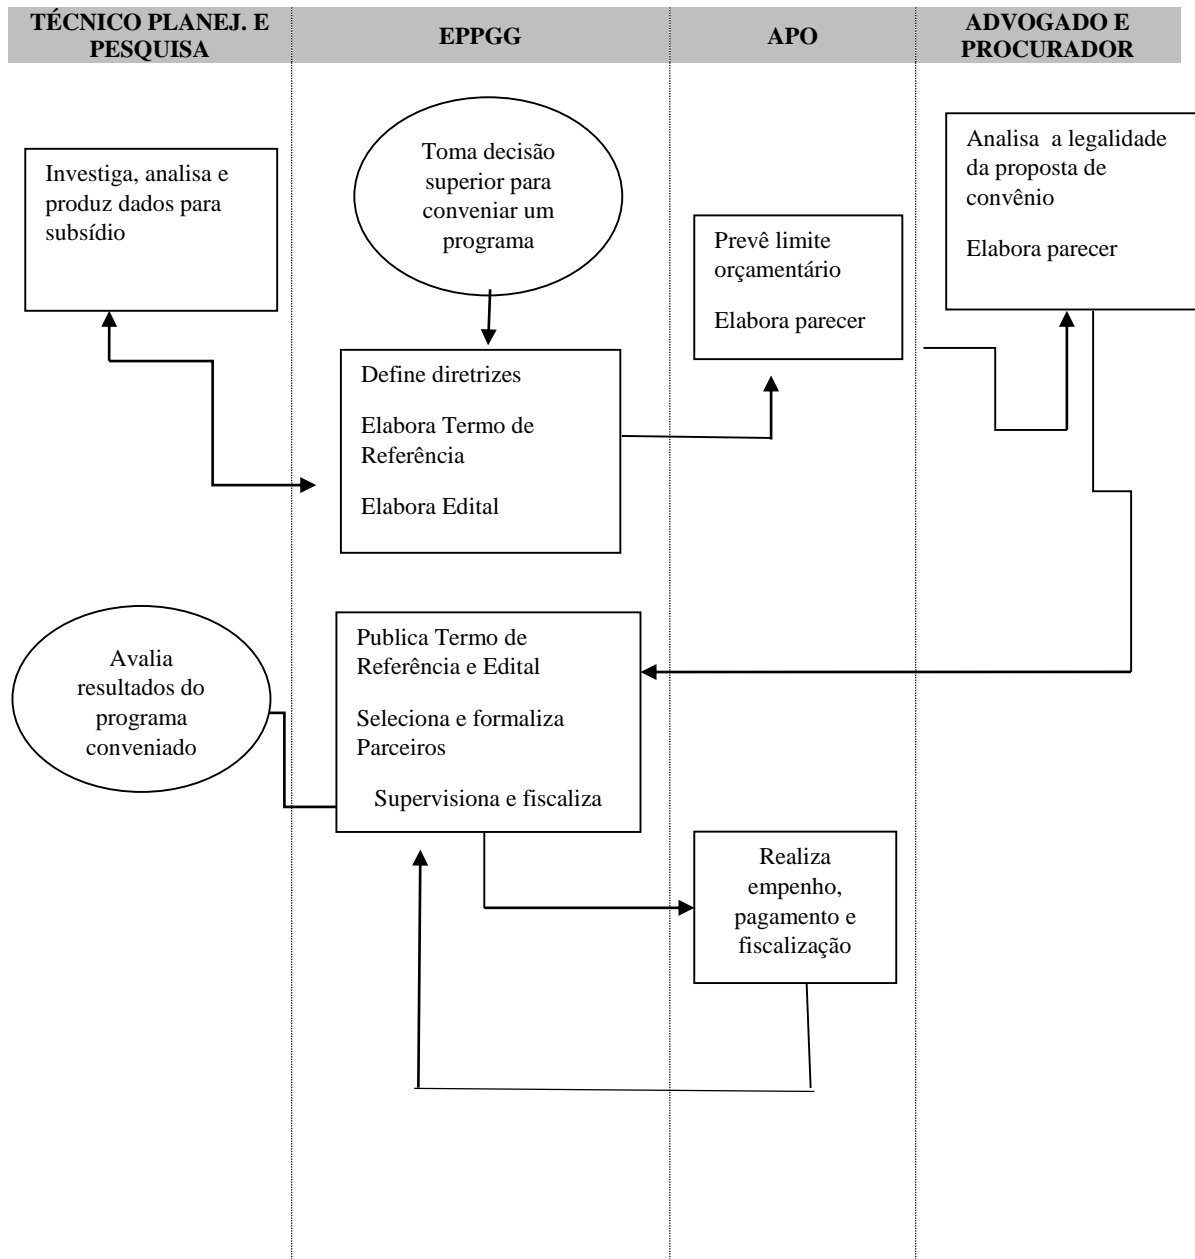 TÉCNICO PLANEJ. E
PESQUISA
EPPGG
APO
ADVOGADO E
PROCURADOR
Investiga, analisa e
produz dados para
subsídio
Toma decisão
superior para
conveniar um
programa
Prevê limite
orçamentário
Elabora parecer
Analisa a legalidade
da proposta de
convênio
Elabora parecer
Define diretrizes
Elabora Termo de
Referência
Elabora Edital
Avalia
resultados do
programa
conveniado
Publica Termo de
Referência e Edital
Seleciona e formaliza
Parceiros
Supervisiona e fiscaliza
Realiza
empenho,
pagamento e
fiscalização